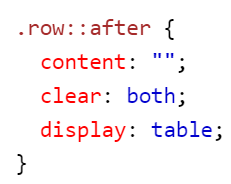 .row::after {
  content: "";
  clear: both;
  display: table;
}